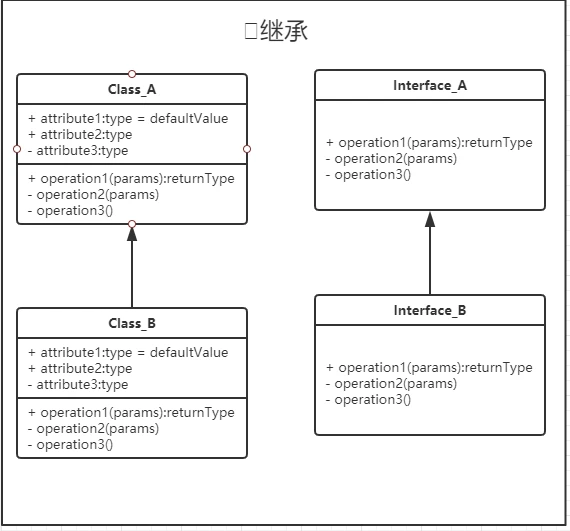 继承
Class_A
+ attribute1:type = defaultValue
+ attribute2:type
- attribute3:type
+ operation1(params):returnType
- operation2(params)
- operation3()
Interface_A
+ operation1(params):returnType
- operation2(params)
- operation3()
Class_B
+ attribute1:type = defaultValue
+ attribute2:type
- attribute3:type
+ operation1(params):returnType
- operation2(params)
- operation3()
Interface_B
+ operation1(params):returnType
- operation2(params)
- operation3()